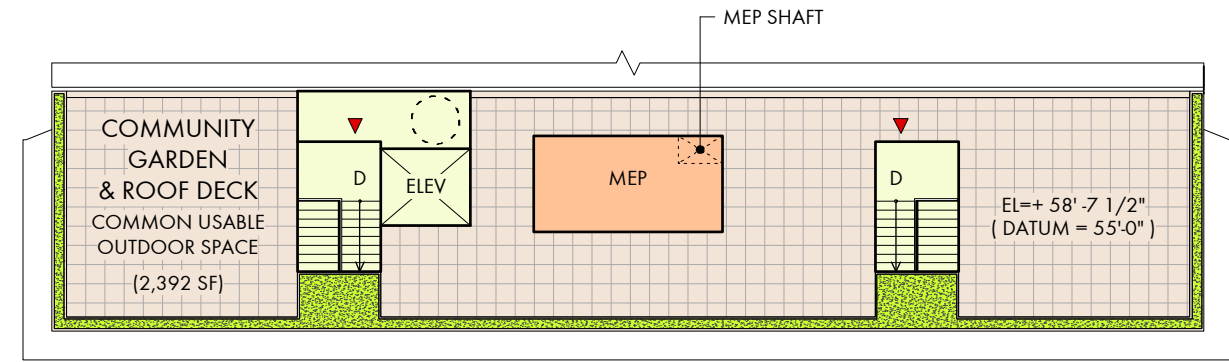 MEP SHAFT
COMMUNITY
GARDEN
& ROOF DECK
COMMON USABLE
OUTDOOR SPACE
(2,392 SF)
D
ELEV
MEP
D
EL=+ 58' -7 1/2"
( DATUM = 55'-0" )